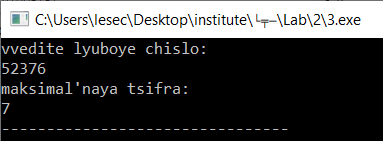 C:\Users\lesec\Desktop\institute\└╤─\Lab\2\3.exe
vvedite lyuboye chislo:
52376
maksimal'naya tsifra:
7
--------------------------------